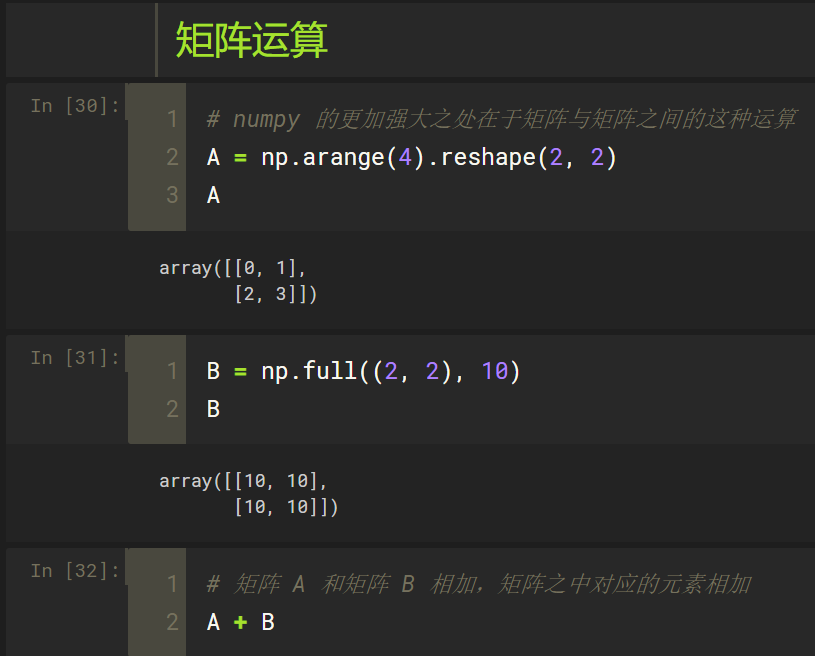 矩阵运算
In [30]:
1 # numpy 的更加强大之处在于矩阵与矩阵之间的这种运算
2 A = np.arange(4).reshape(2, 2)
3 A
array([[0, 1],
       [2, 3]])
In [31]:
1 B = np.full((2, 2), 10)
2 B
array([[10, 10],
       [10, 10]])
In [32]:
1 # 矩阵 A 和矩阵 B 相加，矩阵之中对应的元素相加
2 A + B